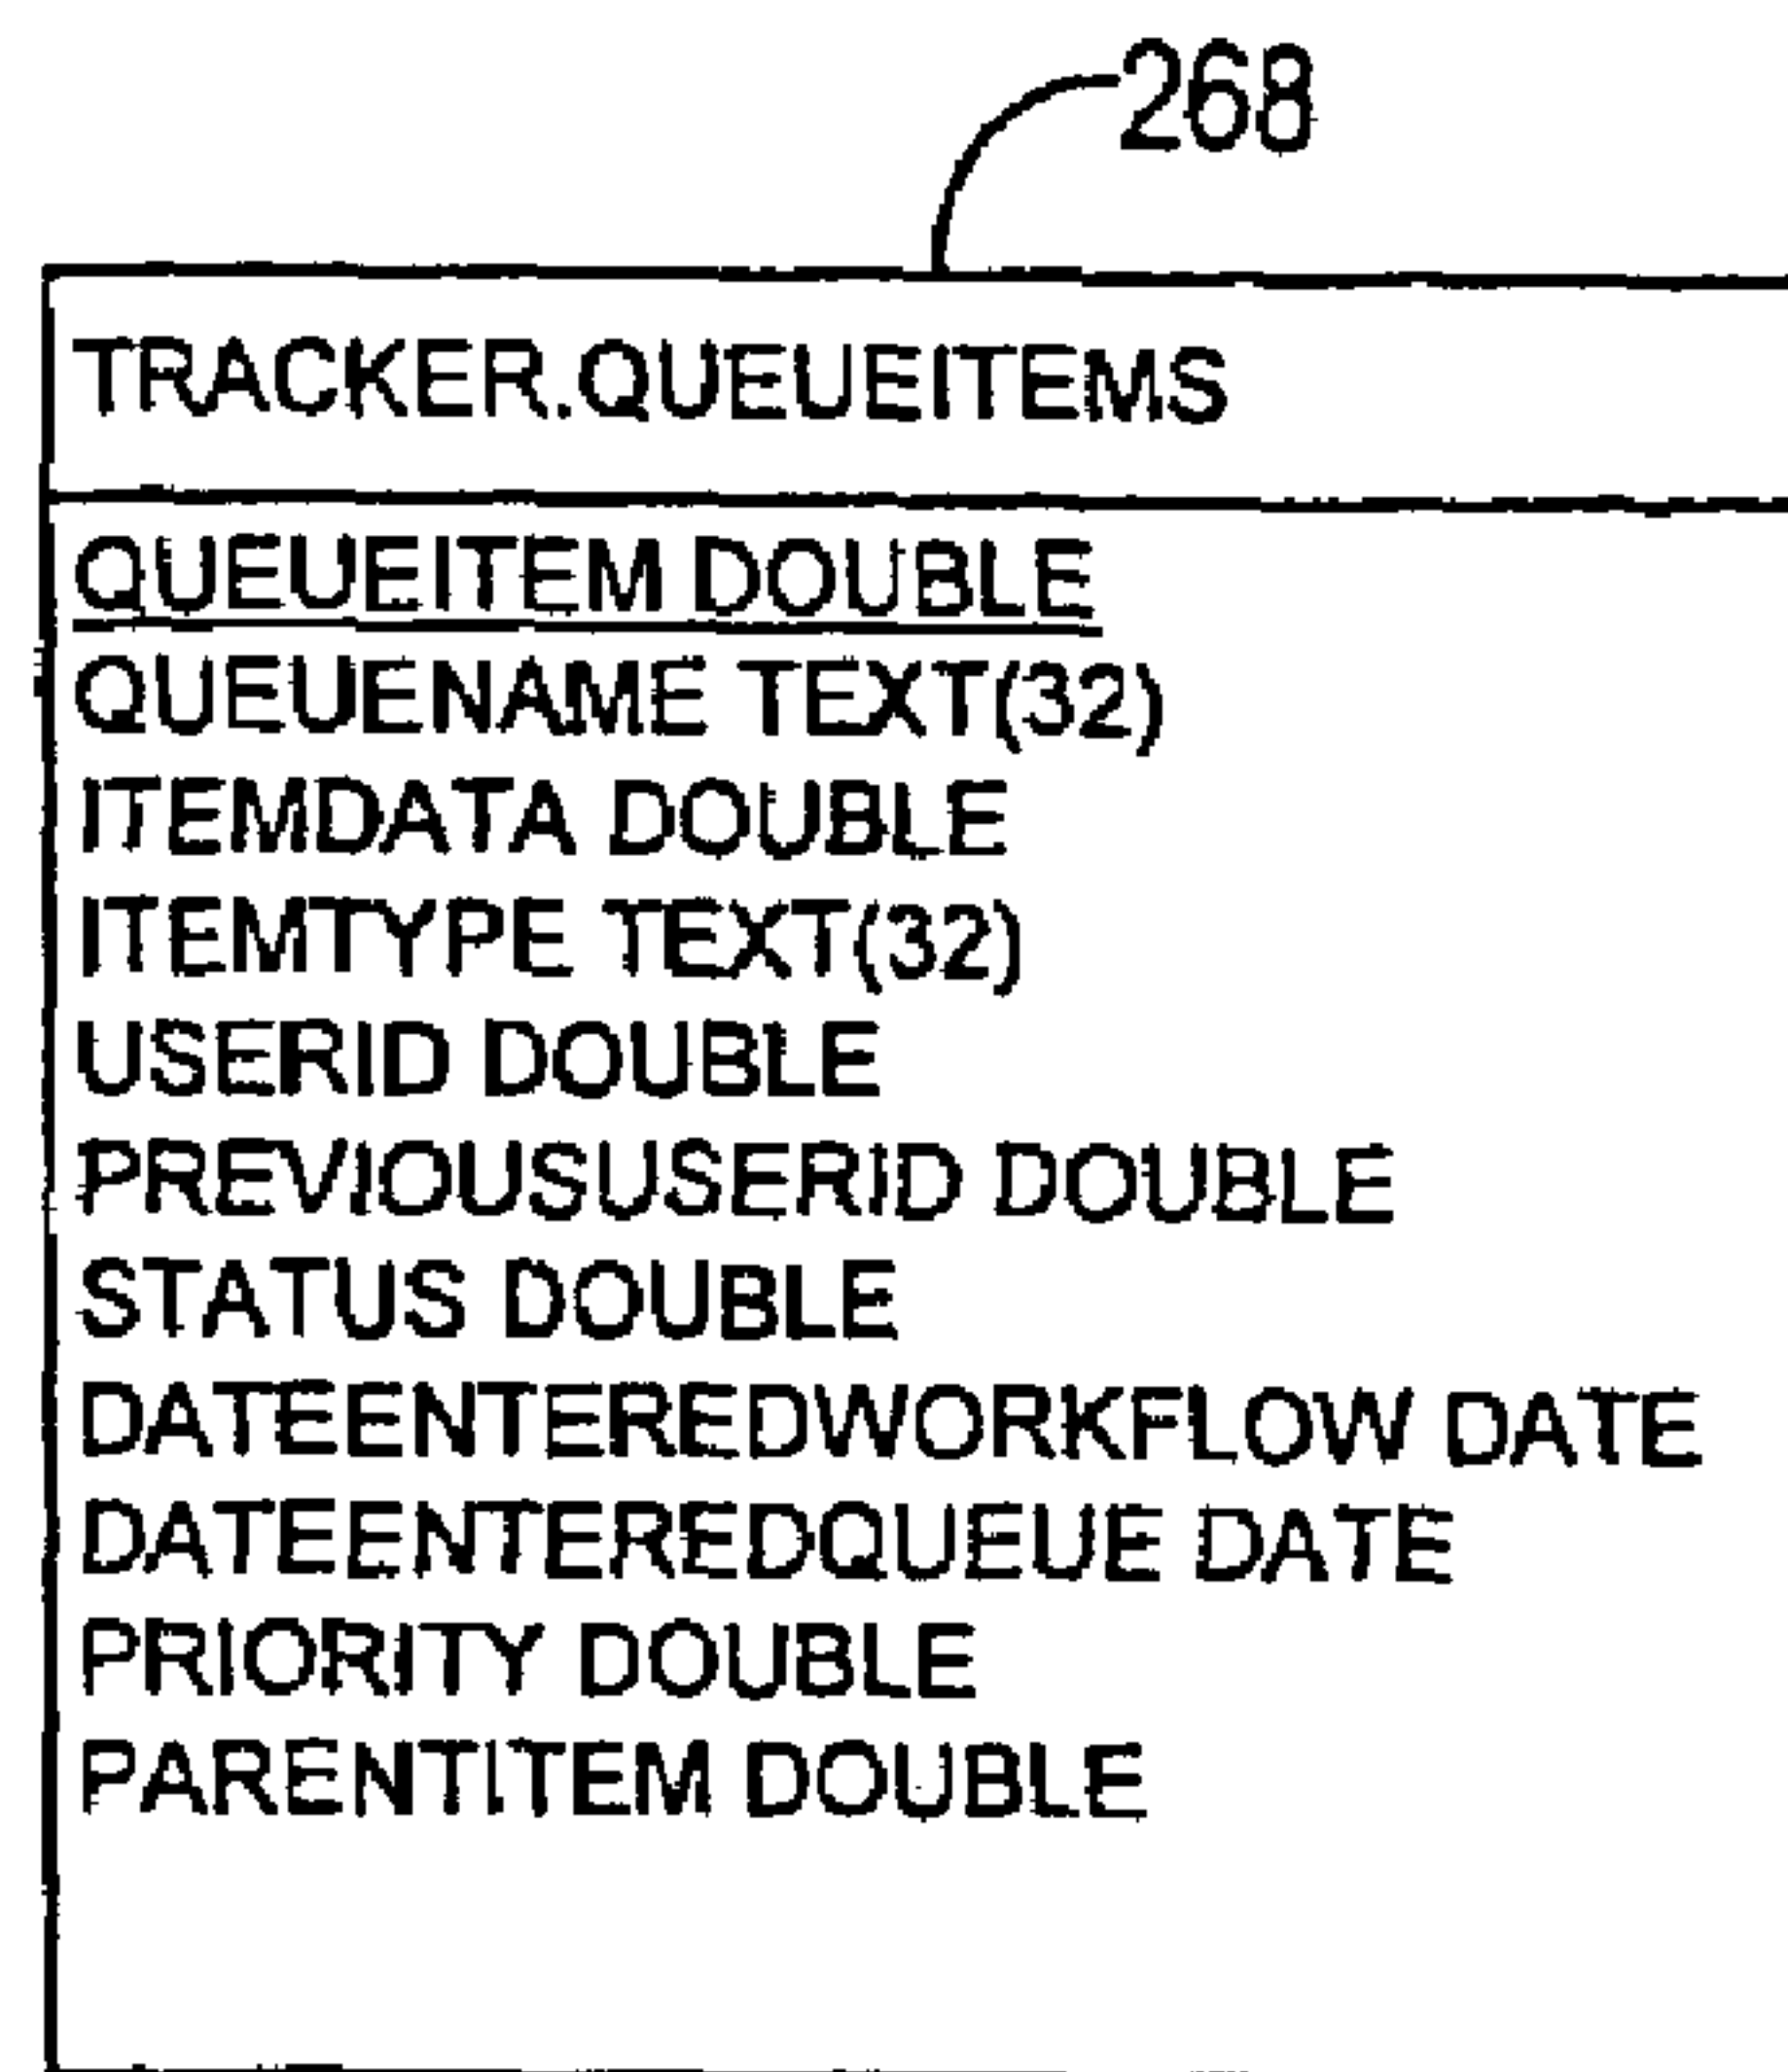 268
TRACKER.QUEUEITEMS
QUEUEITEM DOUBLE
QUEUENAME TEXT(32)
ITEMDATA DOUBLE
ITEMTYPE TEXT(32)
USERID DOUBLE
PREVIOUSUSERID DOUBLE
STATUS DOUBLE
DATEENTEREDWORKFLOW DATE
DATEENTEREDQUEUE DATE
PRIORITY DOUBLE
PARENTITEM DOUBLE